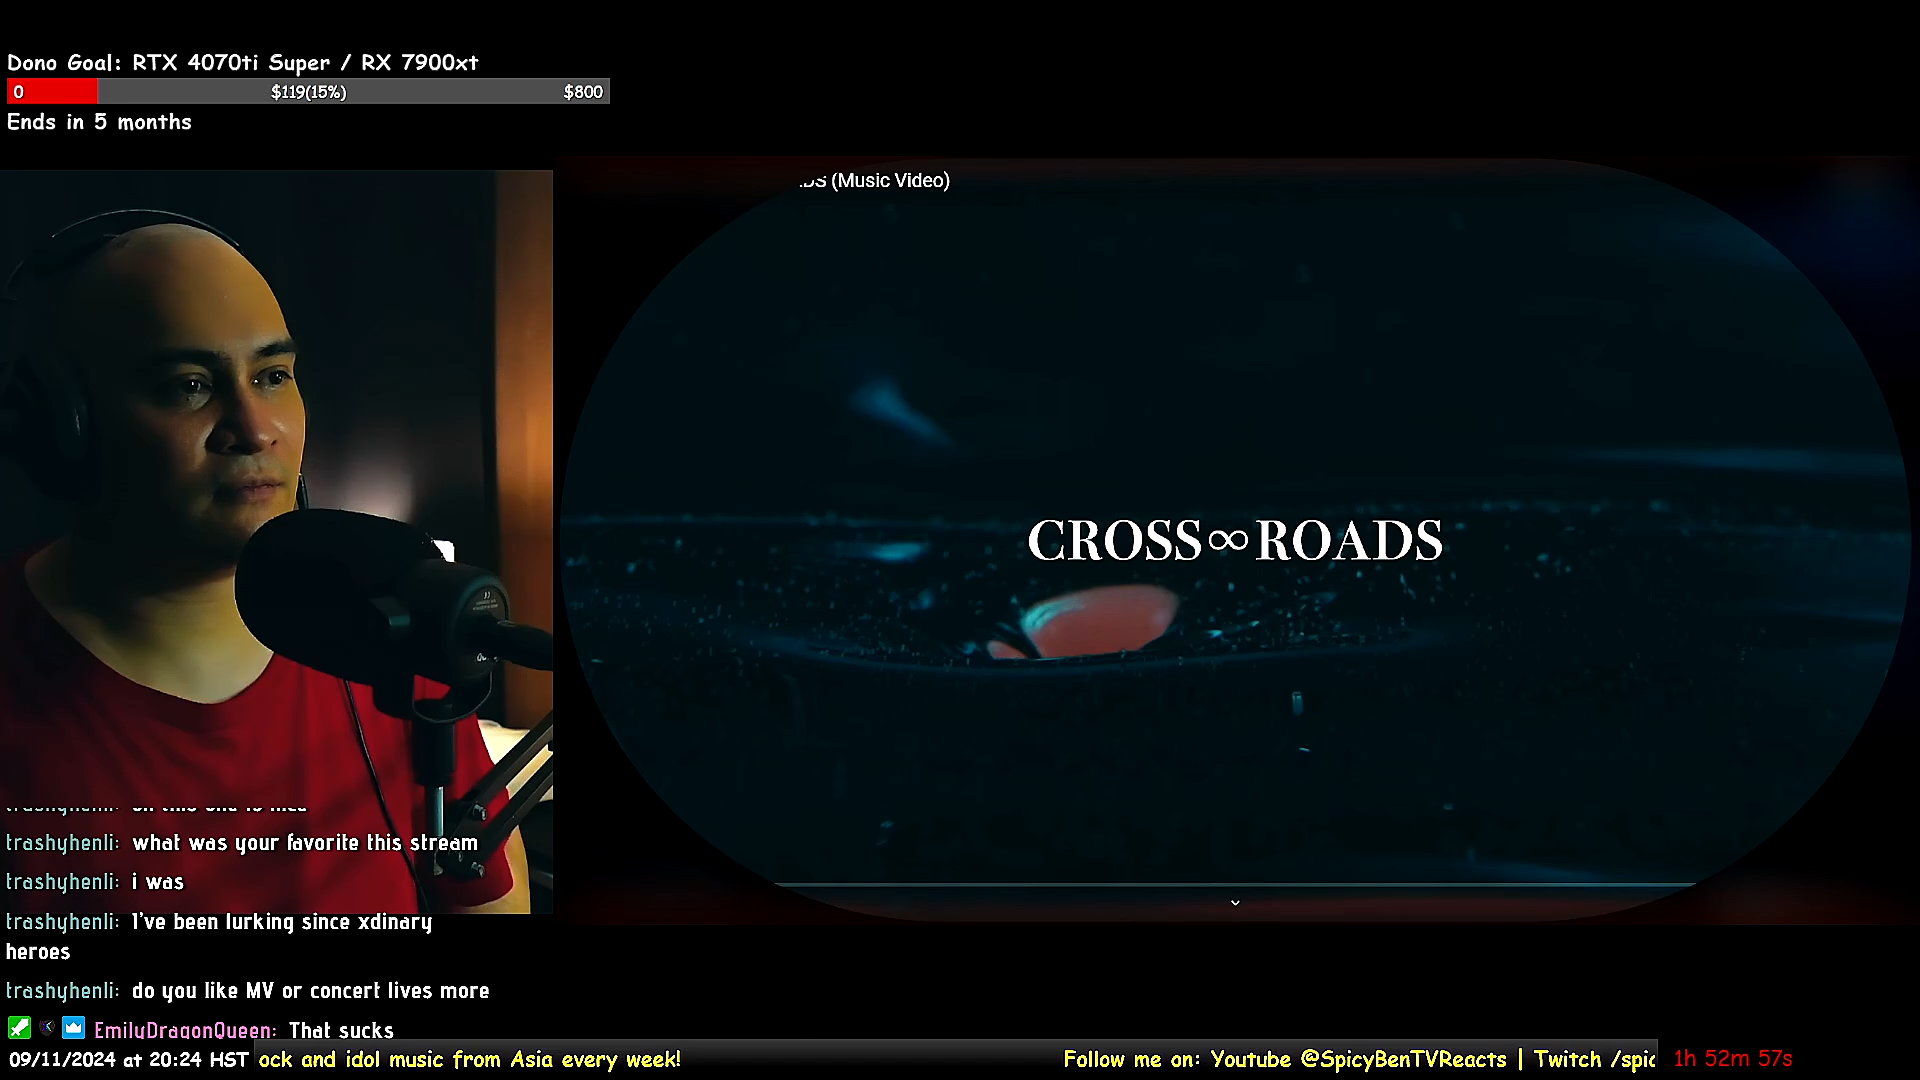 Dono Goal: RTX 4070ti Super / RX 7900xt
0 $119(15%) $800
Ends in 5 months
(Music Video)
CROSS∞ROADS
trashyhenli: what was your favorite this stream
trashyhenli: i was
trashyhenli: I've been lurking since xdinary
heroes
trashyhenli: do you like MV or concert lives more
EmilyDragonQueen: That sucks
09/11/2024 at 20:24 HST ock and idol music from Asia every week! Follow me on: Youtube @SpicyBenTVReacts | Twitch /spic 1h 52m 57s